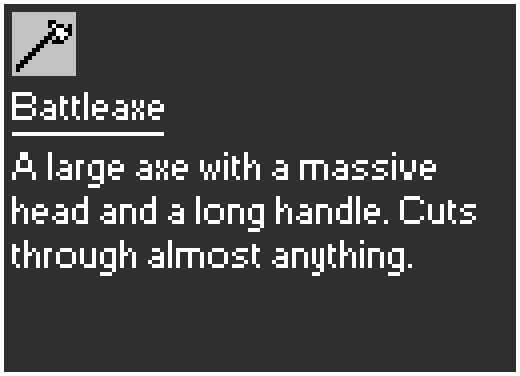 Battleaxe
A large axe with a massive
head and a long handle. Cuts
through almost anything.